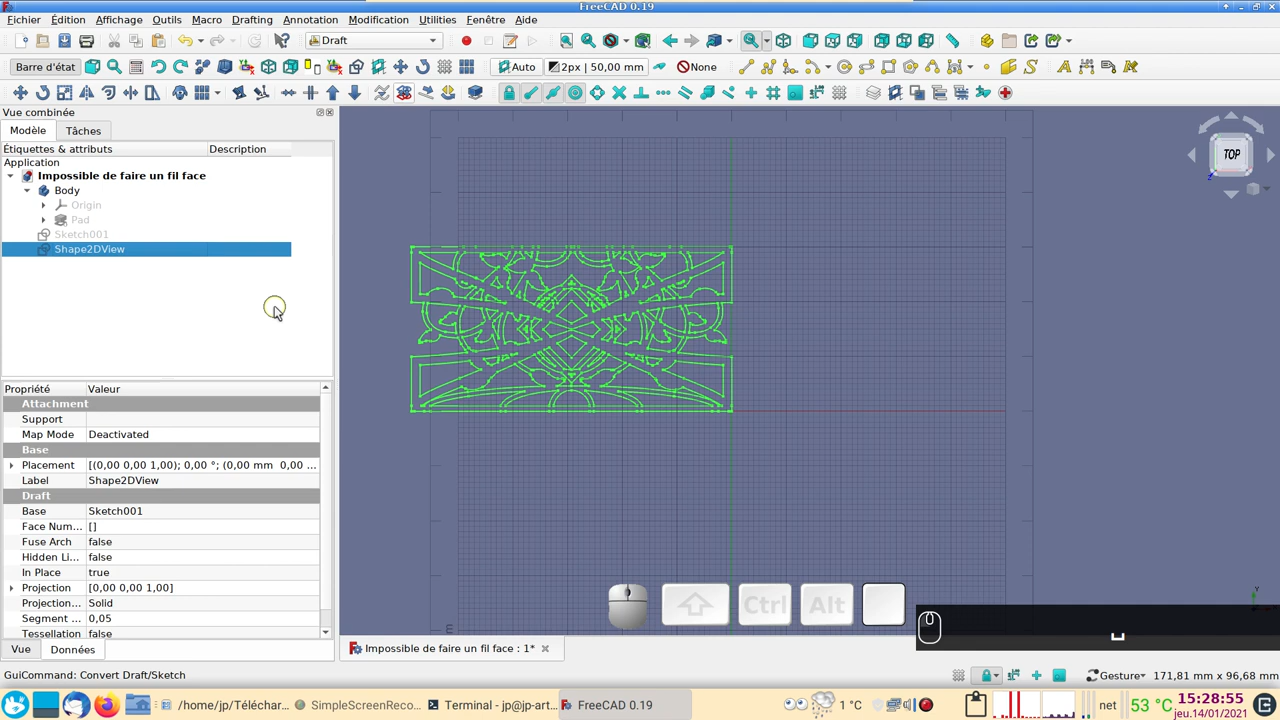 FreeCAD 0.19
Fichier Édition Affichage Outils Macro Drafting Annotation Modification Utilities Fenêtre Aide
Draft
Barre d'état Auto 2px | 50,00 mm None
Vue combinée
Modèle Tâches
Étiquettes & attributs Description
Application
Impossible de faire un fil face
Body
Origin
Pad
Sketch001
Shape2DView
TOP
Propriété Valeur
Attachment
Support
Map Mode Deactivated
Base
Placement [(0,00 0,00 1,00); 0,00 °; (0,00 mm 0,00 ...
Label Shape2DView
Draft
Base Sketch001
Face Num... []
Fuse Arch false
Hidden Li... false
In Place true
Projection [0,00 0,00 1,00]
Projection... Solid
Segment ... 0,05
Tessellation false
Ctrl Alt
Vue Données
Impossible de faire un fil face : 1*
GuiCommand: Convert Draft/Sketch
Gesture 171,81 mm x 96,68 mm
/home/jp/Téléchar... SimpleScreenReco... Terminal - jp@jp-art... FreeCAD 0.19
1 °C net 53 °C 15:28:55
jeu.14/01/2021